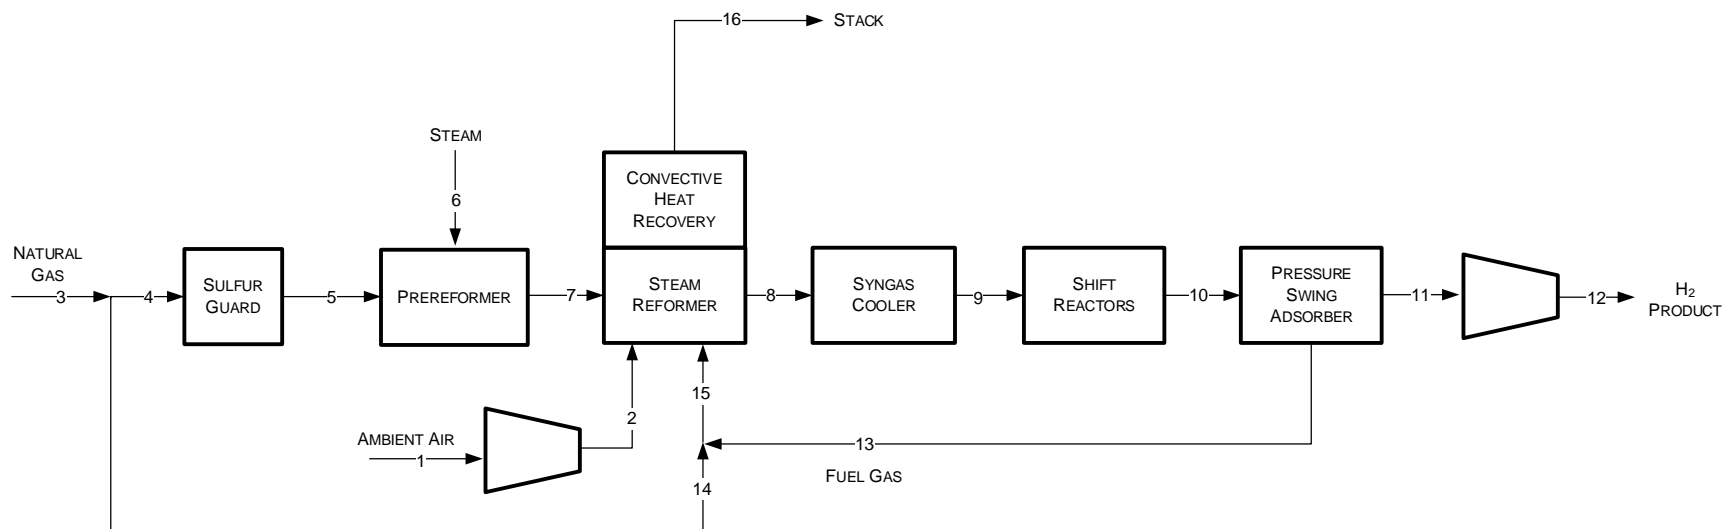 16
STACK
STEAM
6
CONVECTIVE
HEAT
RECOVERY
NATURAL
GAS
3
4
SULFUR
GUARD
5
PREREFORMER
7
STEAM
REFORMER
8
SYNGAS
COOLER
9
SHIFT
REACTORS
10
PRESSURE
SWING
ADSORBER
11
12
H₂
PRODUCT
15
2
AMBIENT AIR
1
13
FUEL GAS
14